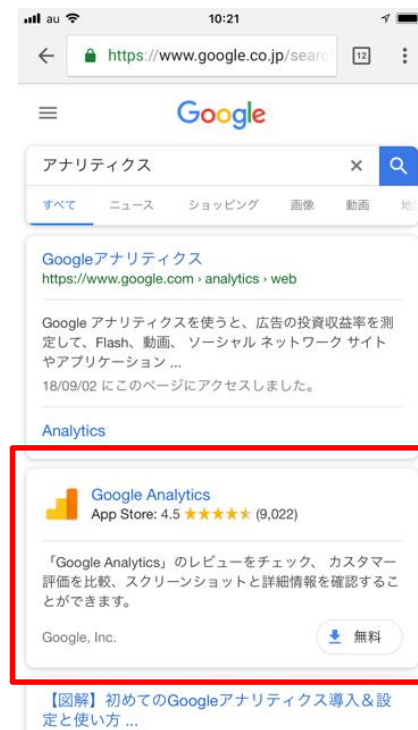 au 10:21
https://www.google.co.jp/sear
12
Google
アナリティクス
すべて ニュース ショッピング 画像 動画
Googleアナリティクス
https://www.google.com › analytics › web
Google アナリティクスを使うと、広告の投資収益率を測
定して、Flash、動画、 ソーシャル ネットワーク サイト
やアプリケーション ...
18/09/02 にこのページにアクセスしました。
Analytics
Google Analytics
App Store: 4.5 ★★★★★ (9,022)
「Google Analytics」のレビューをチェック、 カスタマー
評価を比較、スクリーンショットと詳細情報を確認するこ
とができます。
Google, Inc. 無料
【図解】初めてのGoogleアナリティクス導入＆設
定と使い方 ...